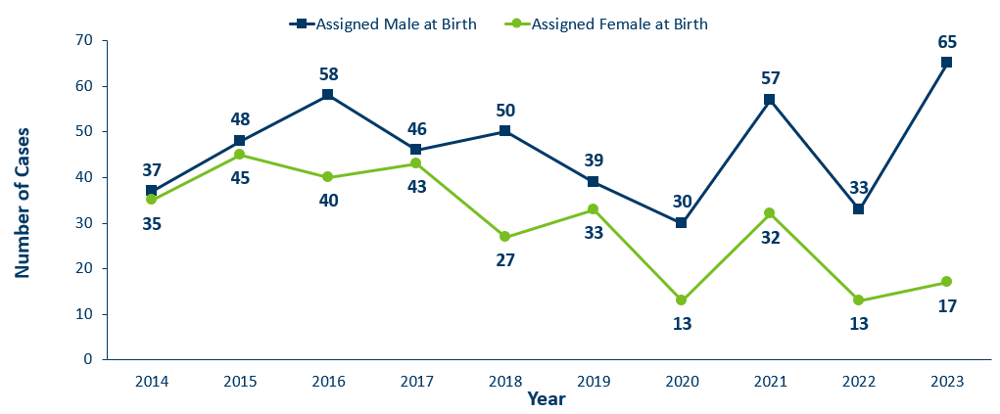 Assigned Male at Birth Assigned Female at Birth
70
60
50
40
30
20
10
0
Number of Cases
37 48 58 46 50 39 30 57 33 65
35 45 40 43 27 33 13 32 13 17
2014 2015 2016 2017 2018 2019 2020 2021 2022 2023
Year